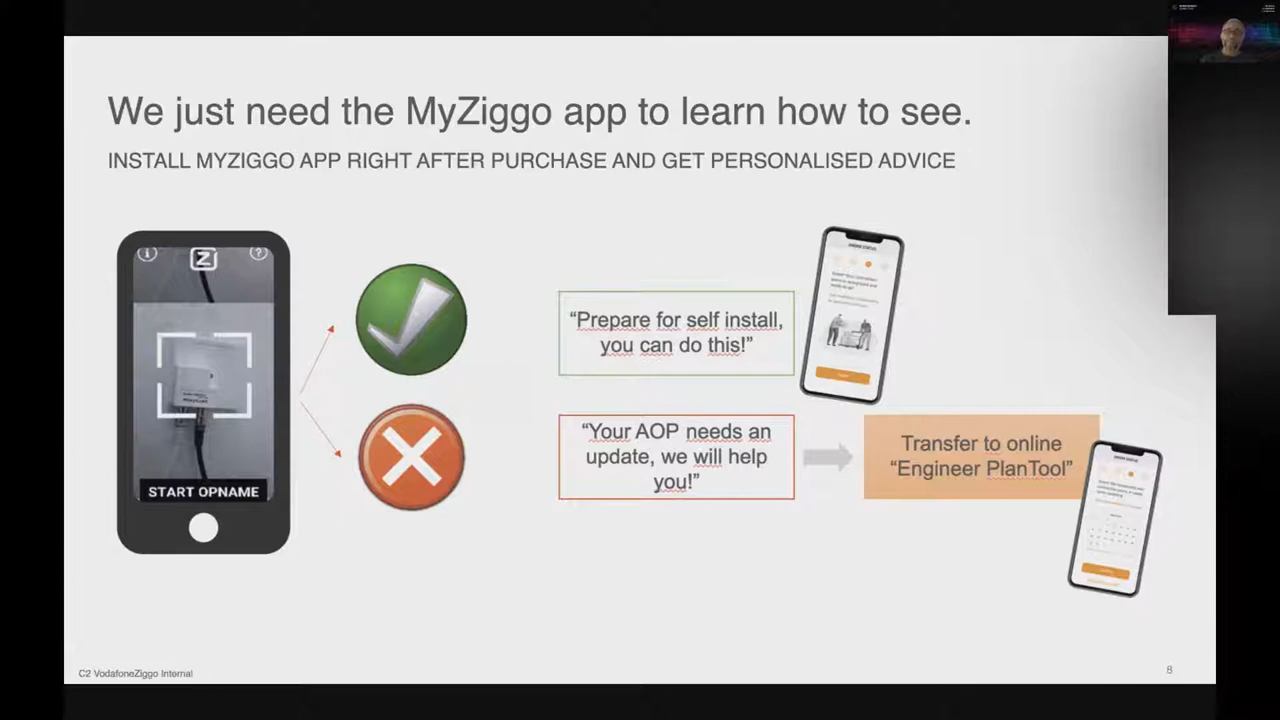 We just need the MyZiggo app to learn how to see.
INSTALL MYZIGGO APP RIGHT AFTER PURCHASE AND GET PERSONALISED ADVICE
Z
START OPNAME
“Prepare for self install,
you can do this!”
“Your AOP needs an
update, we will help
you!”
Transfer to online
“Engineer PlanTool”
C2 VodafoneZiggo Internal
8